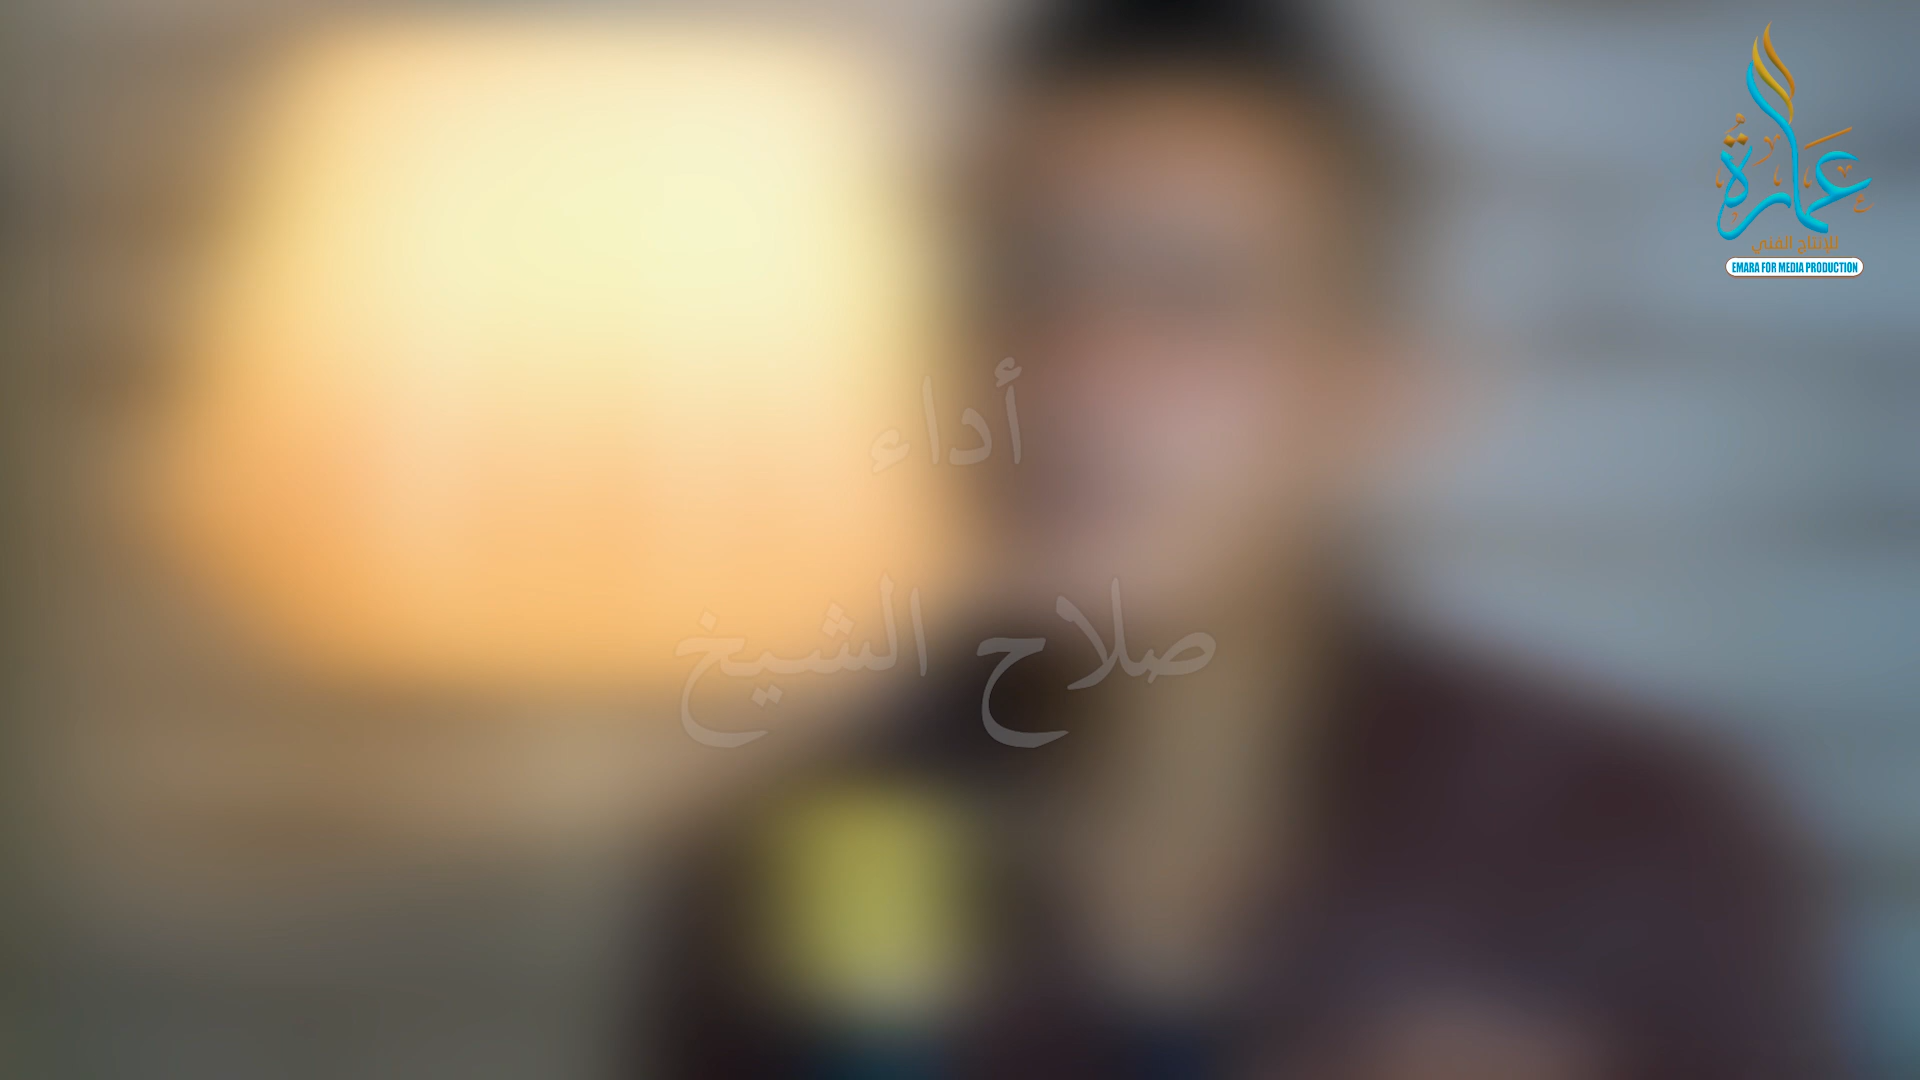 أداء
صلاح الشيخ
عمارة
للإنتاج الفني
EMARA FOR MEDIA PRODUCTION